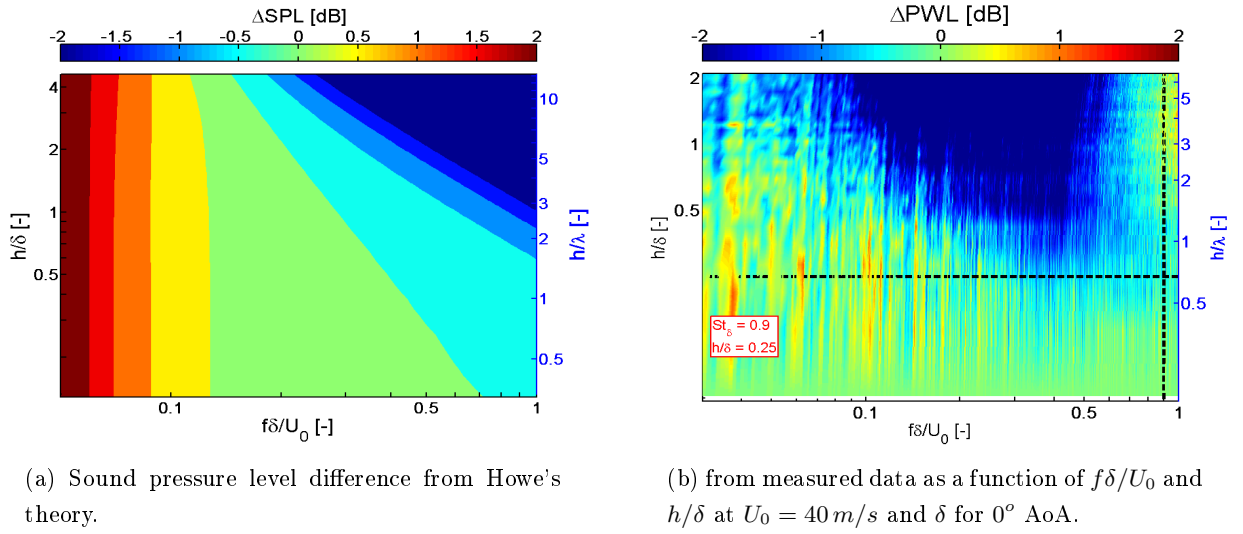 ΔSPL [dB]
-2 -1.5 -1 -0.5 0 0.5 1 1.5 2
4
2
1
0.5
h/δ [-]
10
5
3
2
1
0.5
h/λ [-]
0.1 0.5 1
fδ/U0 [-]
(a) Sound pressure level difference from Howe's
theory.
ΔPWL [dB]
-2 -1 0 1 2
2
1
0.5
h/δ [-]
5
3
2
1
0.5
h/λ [-]
Stδ = 0.9
h/δ = 0.25
0.1 0.5 1
fδ/U0 [-]
(b) from measured data as a function of fδ/U0 and
h/δ at U0 = 40 m/s and δ for 0o AoA.